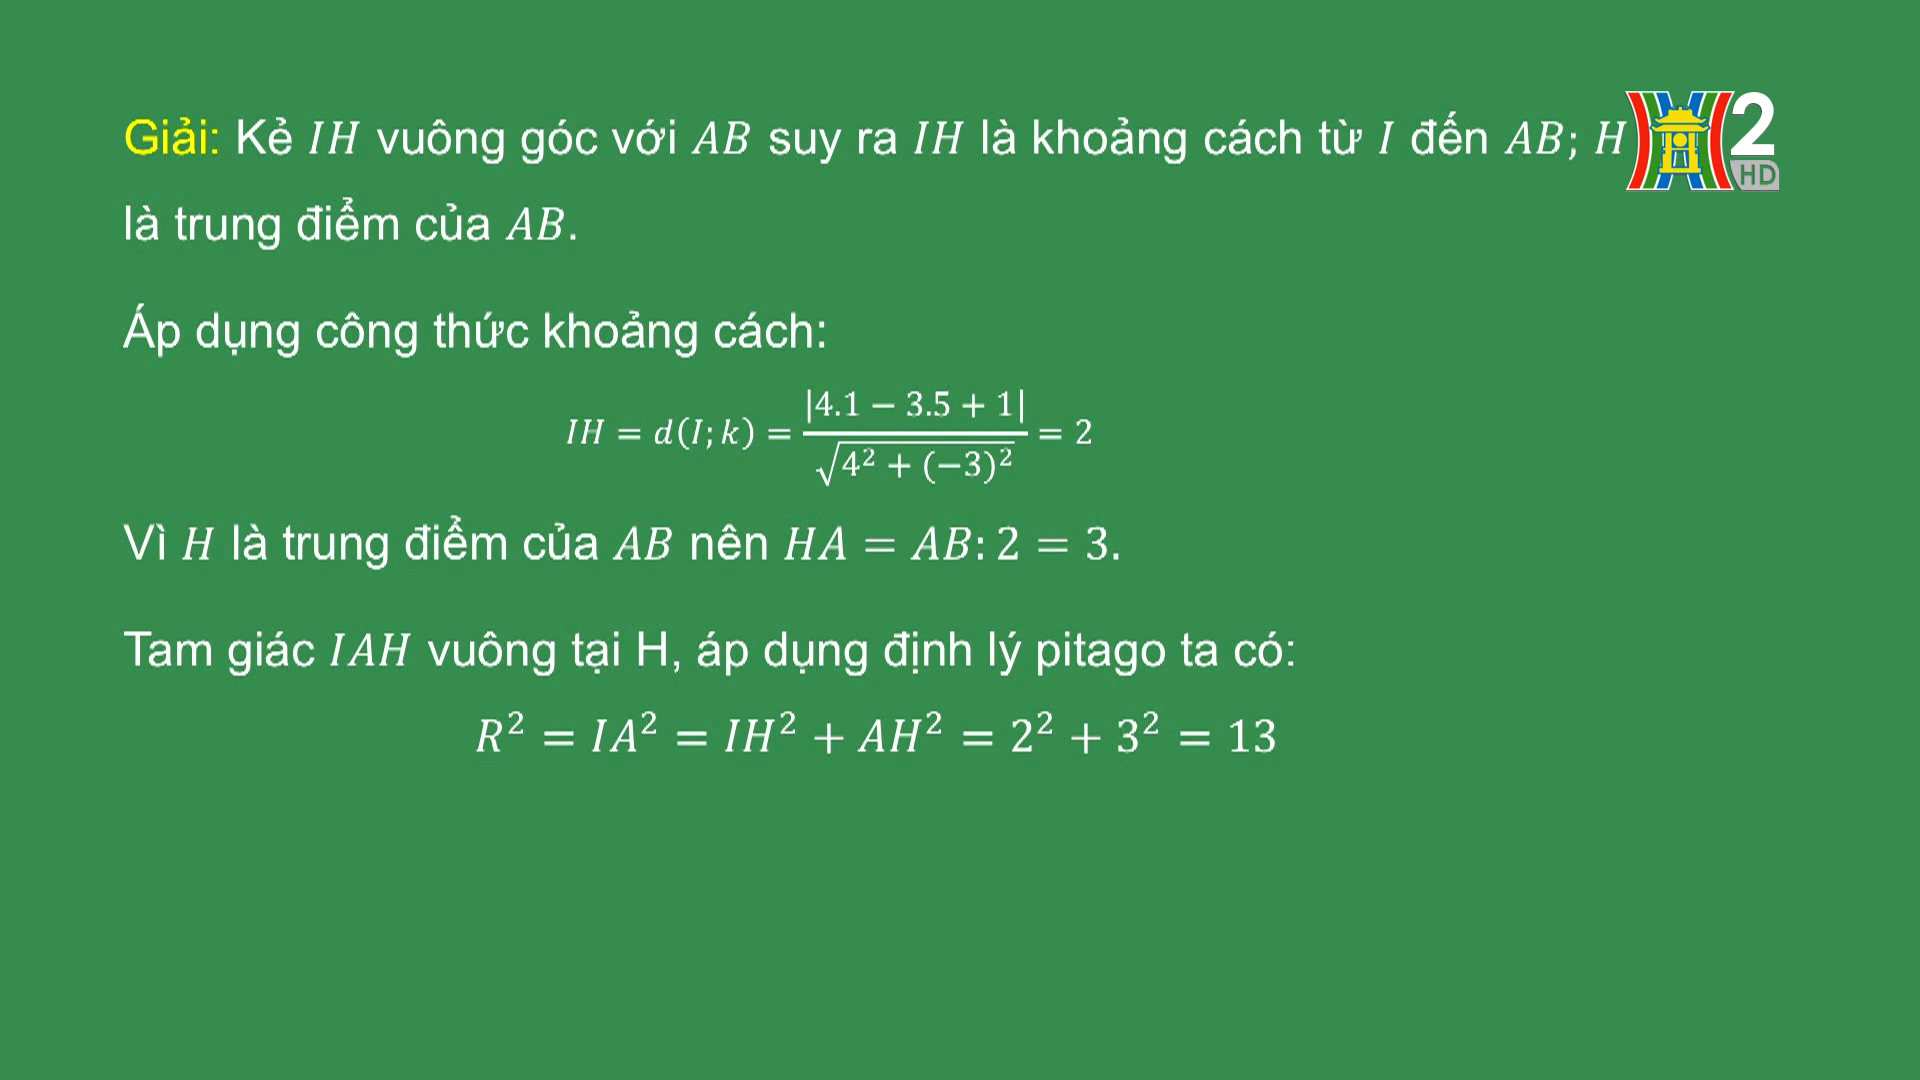 Giải: Kẻ IH vuông góc với AB suy ra IH là khoảng cách từ I đến AB; H
là trung điểm của AB.
Áp dụng công thức khoảng cách:
IH = d(I; k) = |4.1 − 3.5 + 1| / √(4² + (−3)²) = 2
Vì H là trung điểm của AB nên HA = AB: 2 = 3.
Tam giác IAH vuông tại H, áp dụng định lý pitago ta có:
R² = IA² = IH² + AH² = 2² + 3² = 13
H2
HD